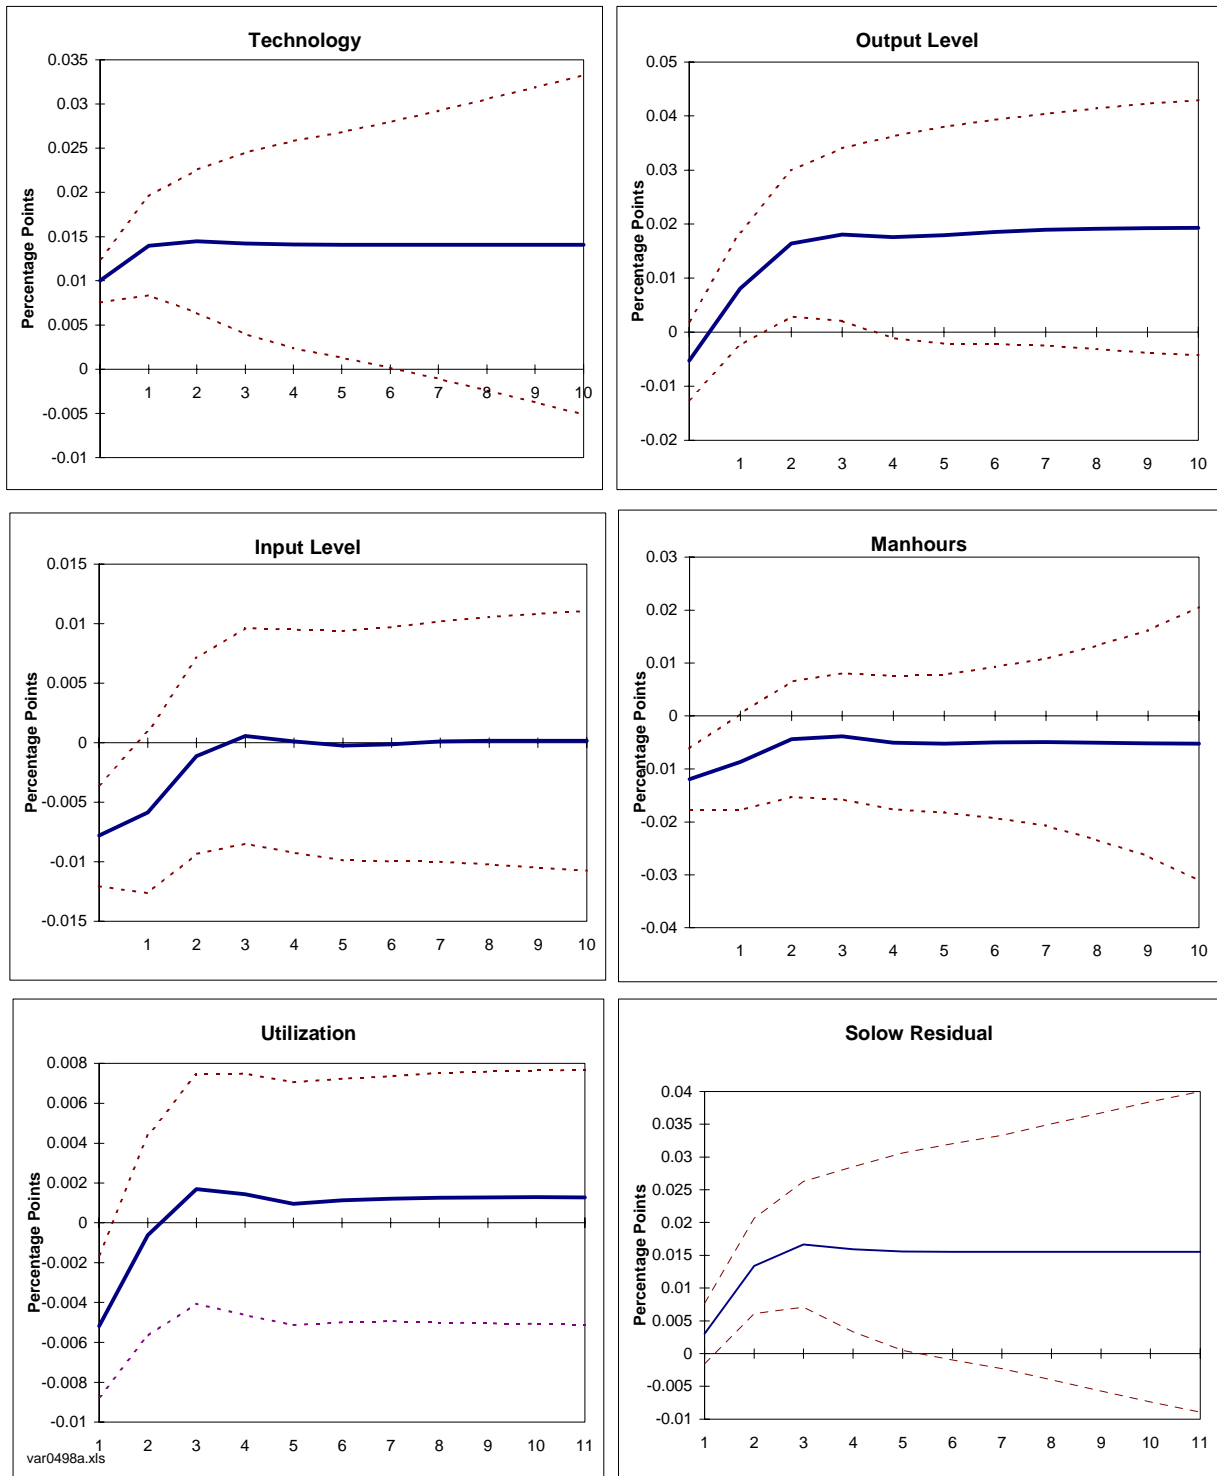 Technology
Percentage Points
0.035
0.03
0.025
0.02
0.015
0.01
0.005
0
-0.005
-0.01
1 2 3 4 5 6 7 8 9 10
Output Level
Percentage Points
0.05
0.04
0.03
0.02
0.01
0
-0.01
-0.02
1 2 3 4 5 6 7 8 9 10
Input Level
Percentage Points
0.015
0.01
0.005
0
-0.005
-0.01
-0.015
1 2 3 4 5 6 7 8 9 10
Manhours
Percentage Points
0.03
0.02
0.01
0
-0.01
-0.02
-0.03
-0.04
1 2 3 4 5 6 7 8 9 10
Utilization
Percentage Points
0.008
0.006
0.004
0.002
0
-0.002
-0.004
-0.006
-0.008
-0.01
1 2 3 4 5 6 7 8 9 10 11
var0498a.xls
Solow Residual
Percentage Points
0.04
0.035
0.03
0.025
0.02
0.015
0.01
0.005
0
-0.005
-0.01
1 2 3 4 5 6 7 8 9 10 11